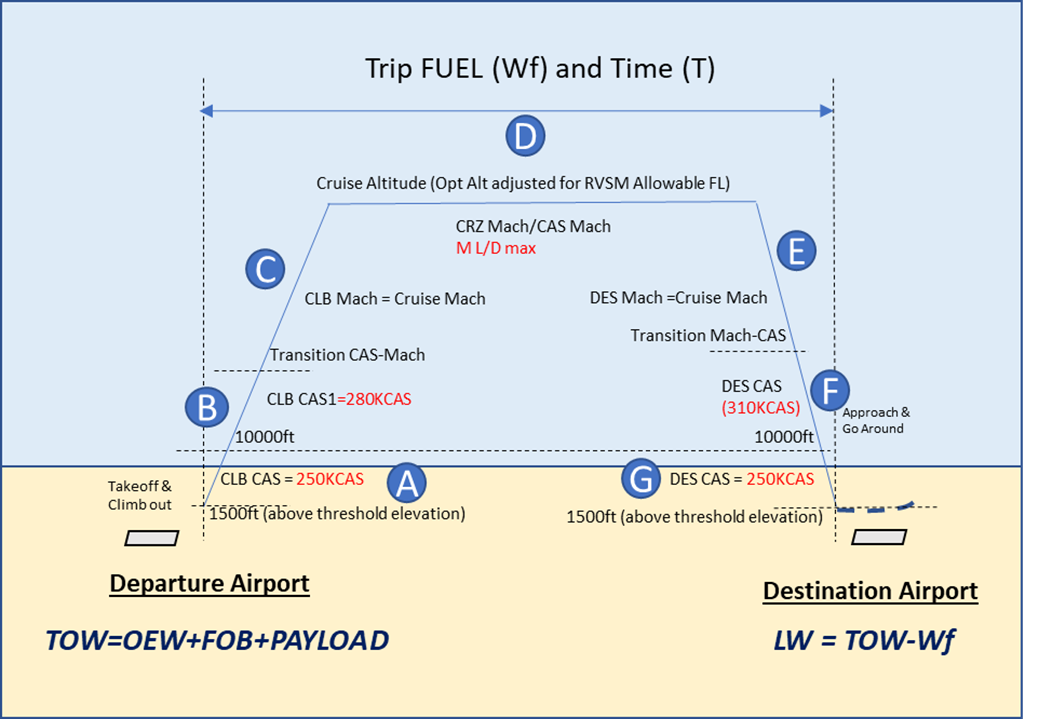 Trip FUEL (Wf) and Time (T)
D
Cruise Altitude (Opt Alt adjusted for RVSM Allowable FL)
CRZ Mach/CAS Mach
M L/D max
C
E
CLB Mach = Cruise Mach
DES Mach =Cruise Mach
Transition CAS-Mach
Transition Mach-CAS
B
CLB CAS1=280KCAS
DES CAS
(310KCAS)
F
Approach &
Go Around
10000ft
10000ft
Takeoff &
Climb out
CLB CAS = 250KCAS
A
G
DES CAS = 250KCAS
1500ft (above threshold elevation)
1500ft (above threshold elevation)
Departure Airport
Destination Airport
TOW=OEW+FOB+PAYLOAD
LW = TOW-Wf